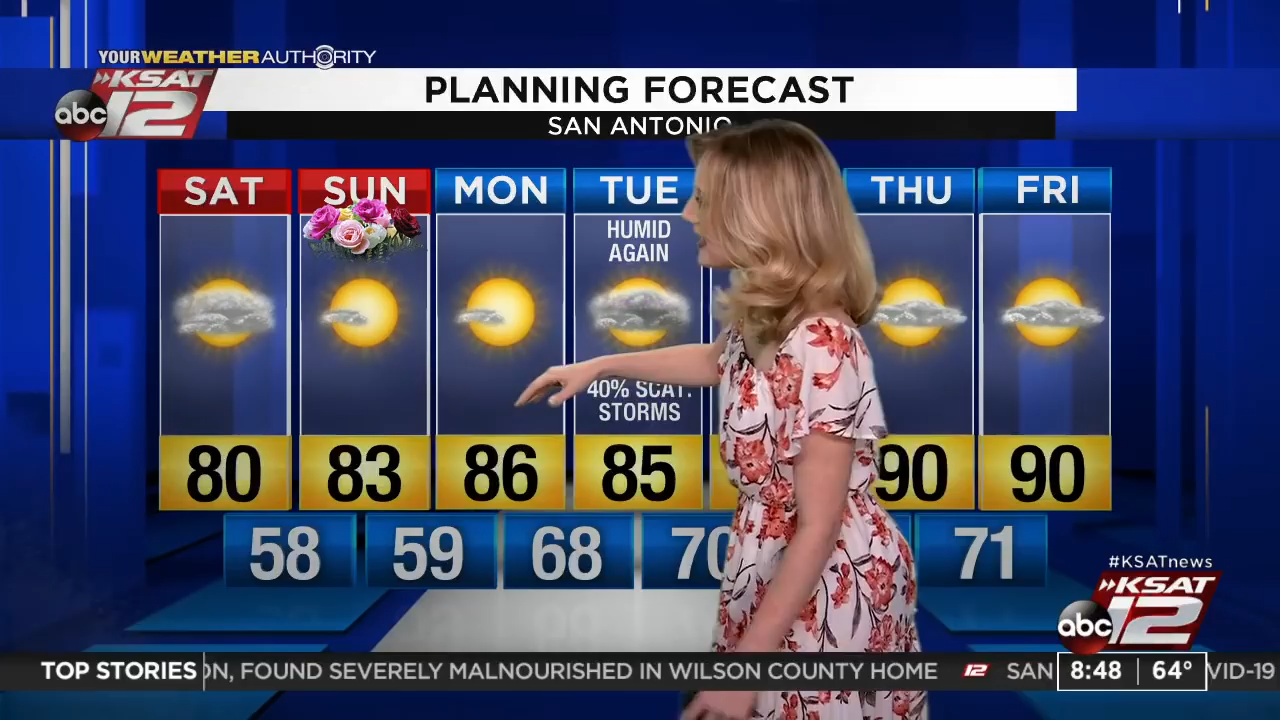 YOUR WEATHER AUTHORITY
KSAT
abc 12
PLANNING FORECAST
SAN ANTONIO
SAT SUN MON TUE THU FRI
HUMID
AGAIN
40% SCAT.
STORMS
80 83 86 85 90 90
58 59 68 70 71
#KSATnews
KSAT
abc 12
TOP STORIES ON, FOUND SEVERELY MALNOURISHED IN WILSON COUNTY HOME 12 SAN 8:48 64° VID-19